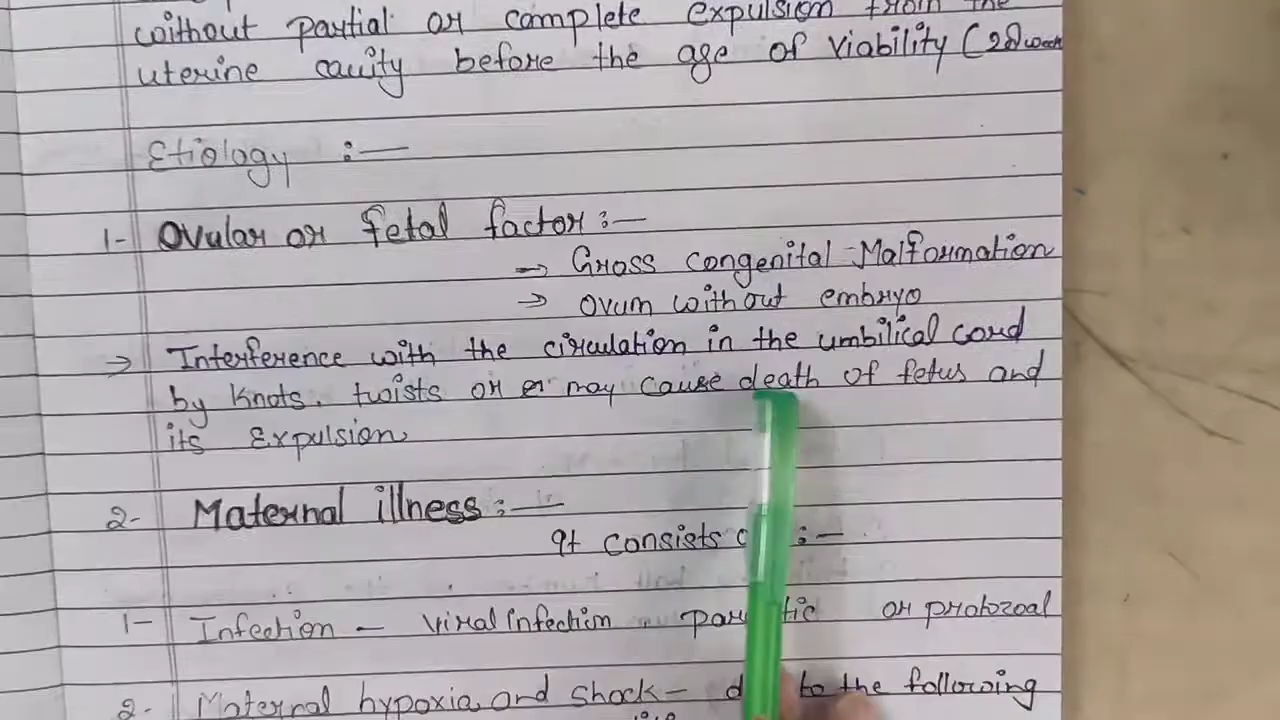 without partial or complete expulsion from the
uterine cavity before the age of viability (28 week
Etiology :—
1- Ovular or fetal factor :—
→ Gross congenital Malformation
→ Ovum without embryo
→ Interference with the circulation in the umbilical cord
by Knots, twists or may cause death of fetus and
its Expulsion.
2- Maternal illness :—
It consists :—
1- Infection – viral infection or protozoal
2- Maternal hypoxia and shock – to the following